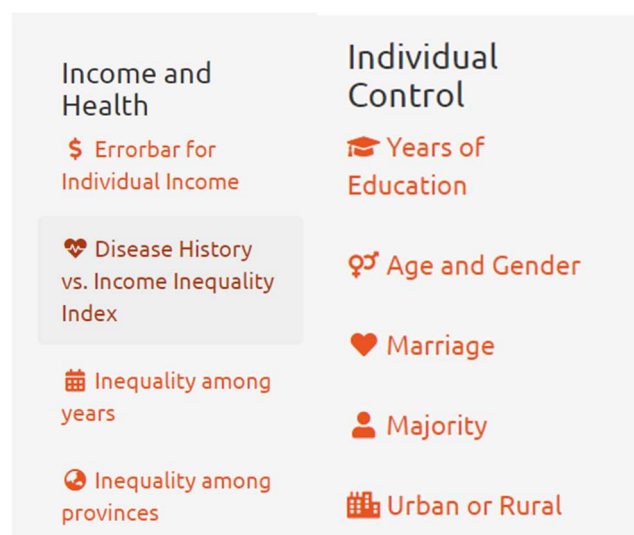 Income and
Health
Errorbar for
Individual Income
Disease History
vs. Income Inequality
Index
Inequality among
years
Inequality among
provinces
Individual
Control
Years of
Education
Age and Gender
Marriage
Majority
Urban or Rural